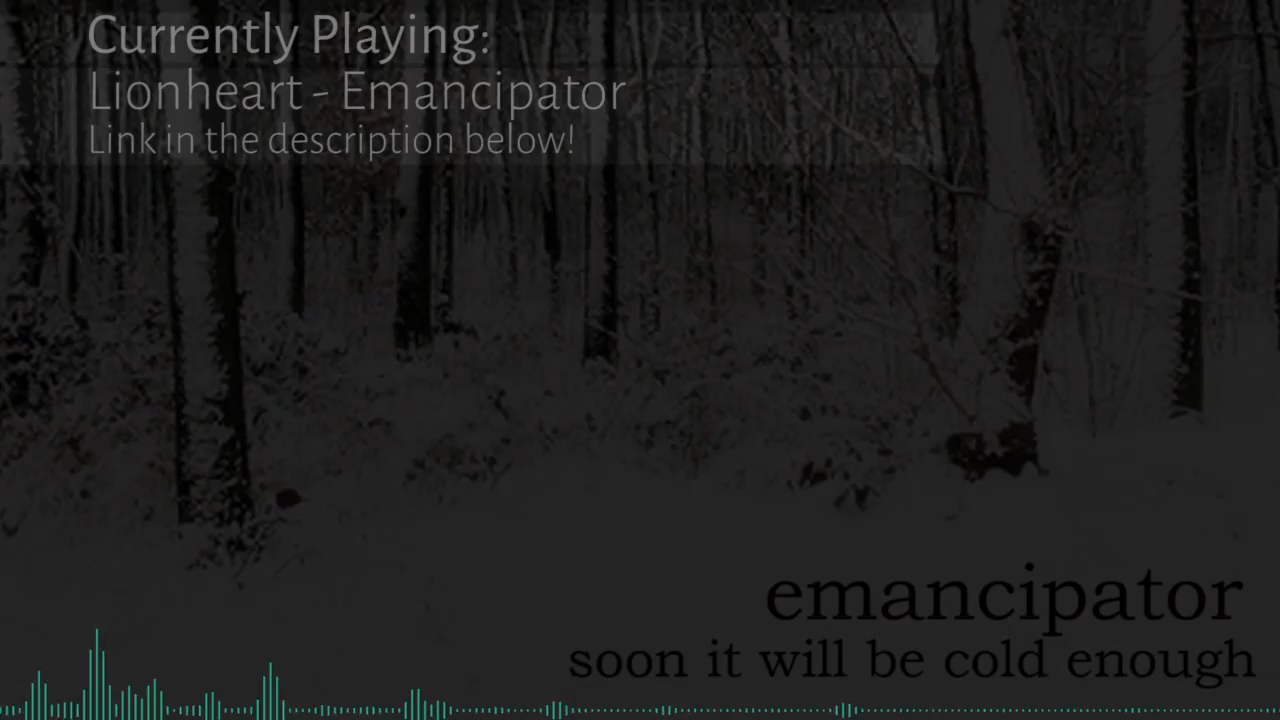 Currently Playing:
Lionheart - Emancipator
Link in the description below!
emancipator
soon it will be cold enough